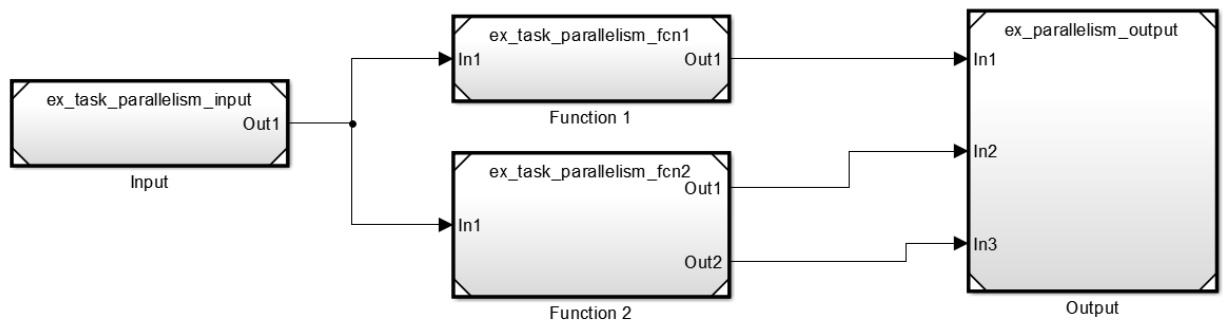 ex_task_parallelism_input
Out1
Input
ex_task_parallelism_fcn1
In1
Out1
Function 1
ex_task_parallelism_fcn2
Out1
In1
Out2
Function 2
ex_parallelism_output
In1
In2
In3
Output